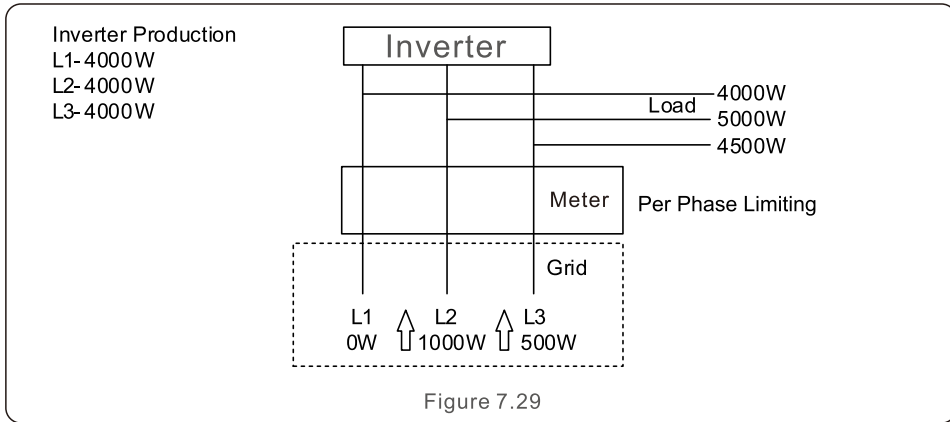 Inverter Production
L1-4000W
L2-4000W
L3-4000W
Inverter
4000W
Load
5000W
4500W
Meter
Per Phase Limiting
Grid
L1 L2 L3
0W 1000W 500W
Figure 7.29